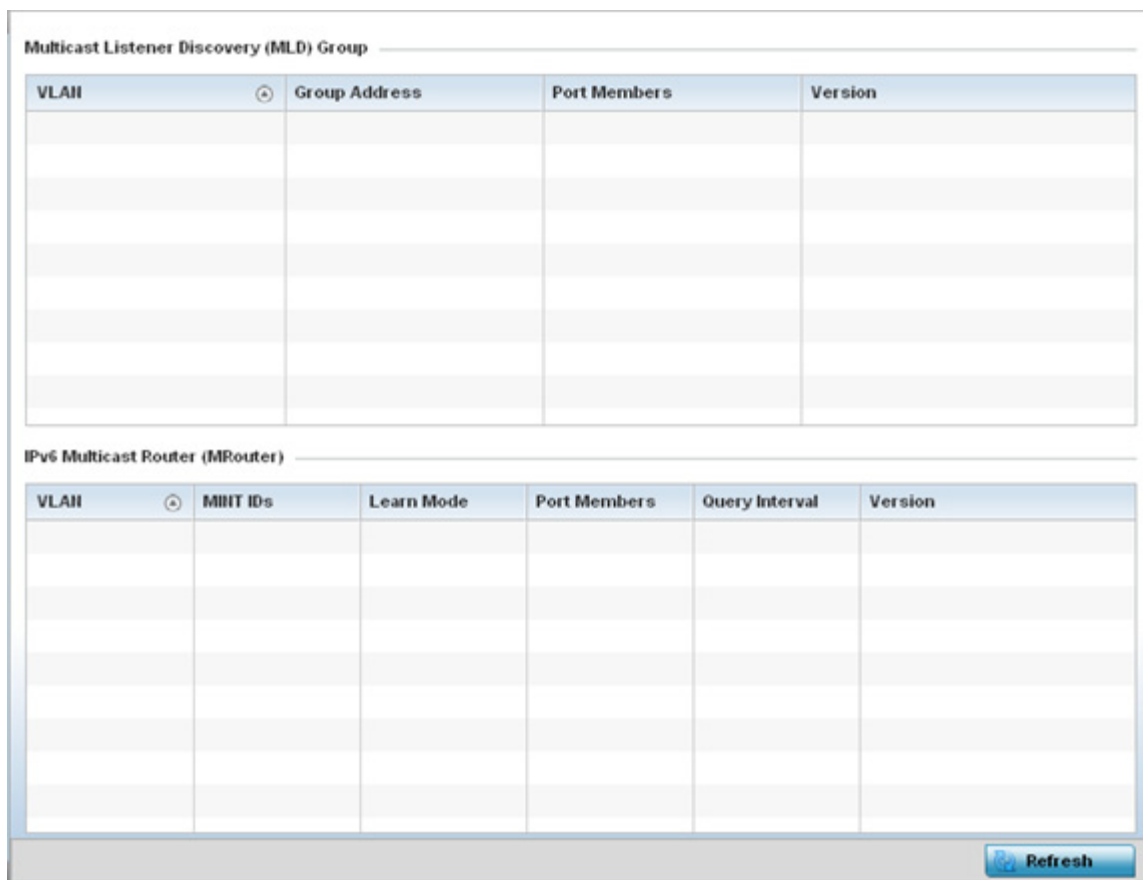 Multicast Listener Discovery (MLD) Group
VLAN Group Address Port Members Version
IPv6 Multicast Router (MRouter)
VLAN MINT IDs Learn Mode Port Members Query Interval Version
Refresh